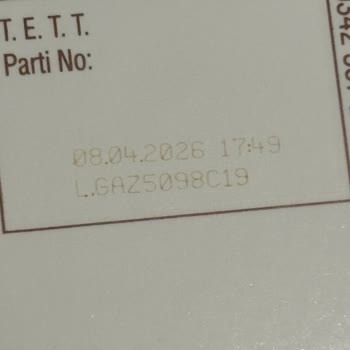 T. E. T. T.
Parti No:
08.04.2026 17:49
L.GAZ5098C19